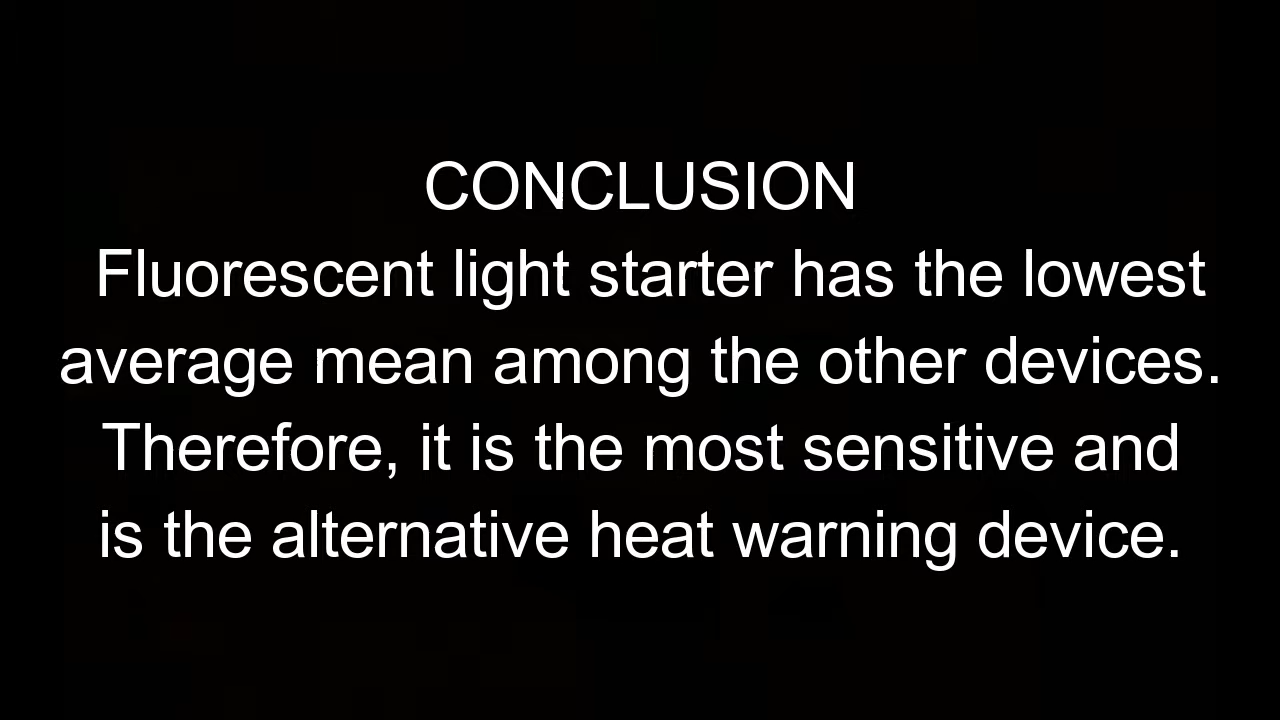 CONCLUSION
Fluorescent light starter has the lowest
average mean among the other devices.
Therefore, it is the most sensitive and
is the alternative heat warning device.